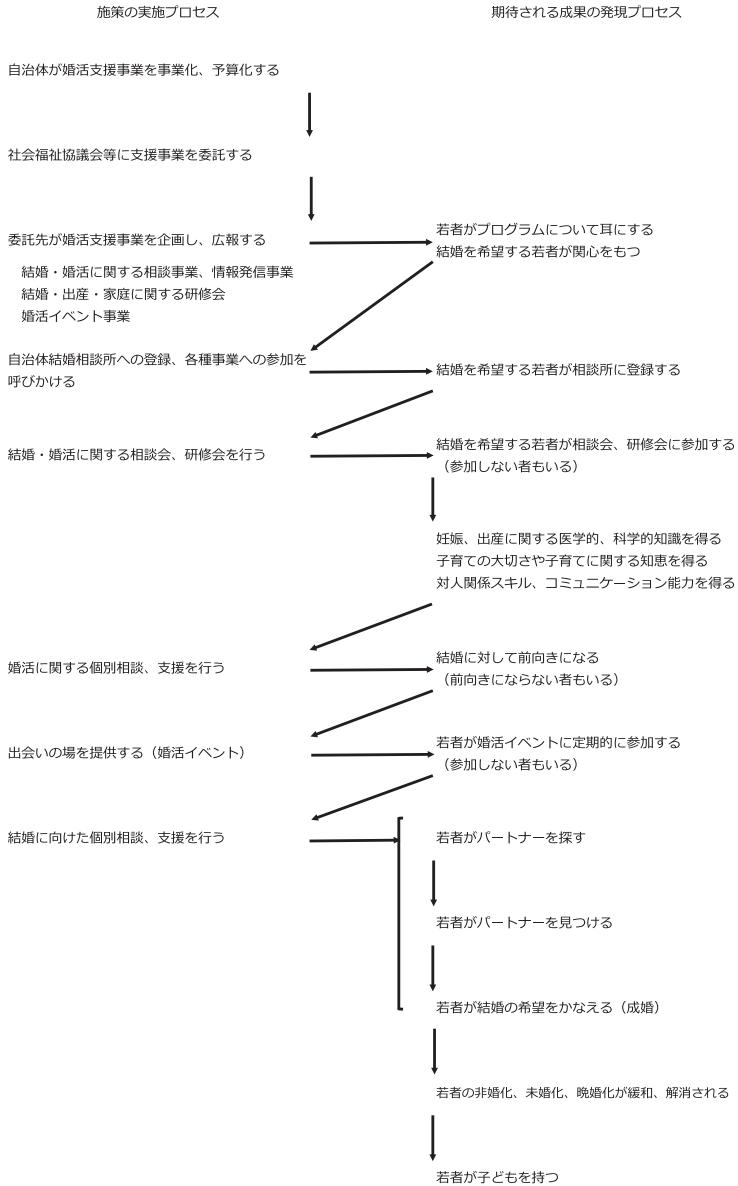 施策の実施プロセス
期待される成果の発現プロセス
自治体が婚活支援事業を事業化、予算化する
社会福祉協議会等に支援事業を委託する
委託先が婚活支援事業を企画し、広報する
結婚・婚活に関する相談事業、情報発信事業
結婚・出産・家庭に関する研修会
婚活イベント事業
若者がプログラムについて耳にする
結婚を希望する若者が関心をもつ
自治体結婚相談所への登録、各種事業への参加を
呼びかける
結婚を希望する若者が相談所に登録する
結婚・婚活に関する相談会、研修会を行う
結婚を希望する若者が相談会、研修会に参加する
（参加しない者もいる）
妊娠、出産に関する医学的、科学的知識を得る
子育ての大切さや子育てに関する知恵を得る
対人関係スキル、コミュニケーション能力を得る
婚活に関する個別相談、支援を行う
結婚に対して前向きになる
（前向きにならない者もいる）
出会いの場を提供する（婚活イベント）
若者が婚活イベントに定期的に参加する
（参加しない者もいる）
結婚に向けた個別相談、支援を行う
若者がパートナーを探す
若者がパートナーを見つける
若者が結婚の希望をかなえる（成婚）
若者の非婚化、未婚化、晩婚化が緩和、解消される
若者が子どもを持つ